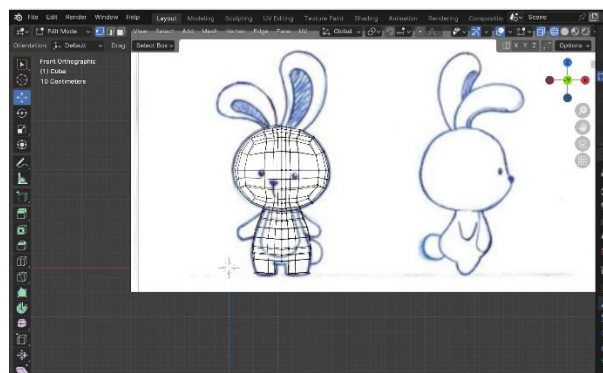 File Edit Render Window Help Layout Modeling Sculpting UV Editing Texture Paint Shading Animation Rendering Compositin Scene
Edit Mode View Select Add Mesh Vertex Edge Face UV Global
Orientation: Default Drag: Select Box X Y Z Options
Front Orthographic
(1) Cube
10 Centimeters